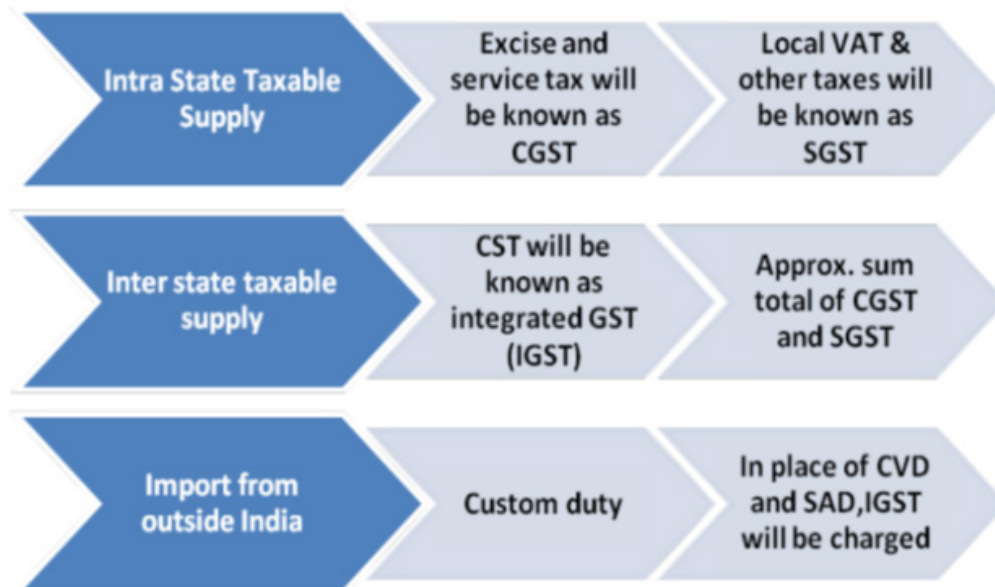 Intra State Taxable
Supply
Excise and
service tax will
be known as
CGST
Local VAT &
other taxes will
be known as
SGST
Inter state taxable
supply
CST will be
known as
integrated GST
(IGST)
Approx. sum
total of CGST
and SGST
Import from
outside India
Custom duty
In place of CVD
and SAD,IGST
will be charged